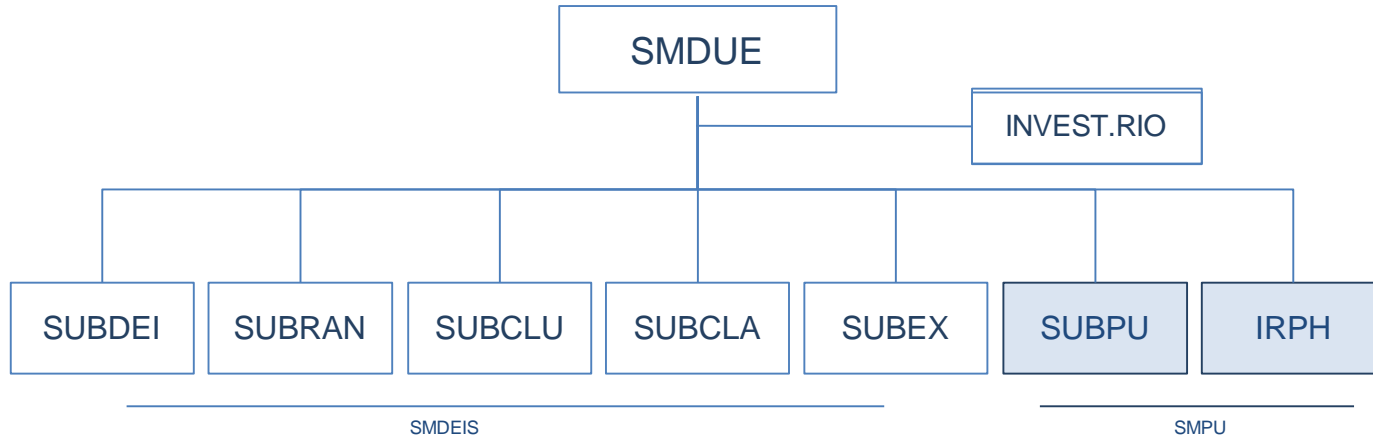 SMDUE
INVEST.RIO
SUBDEI
SUBRAN
SUBCLU
SUBCLA
SUBEX
SUBPU
IRPH
SMDEIS
SMPU